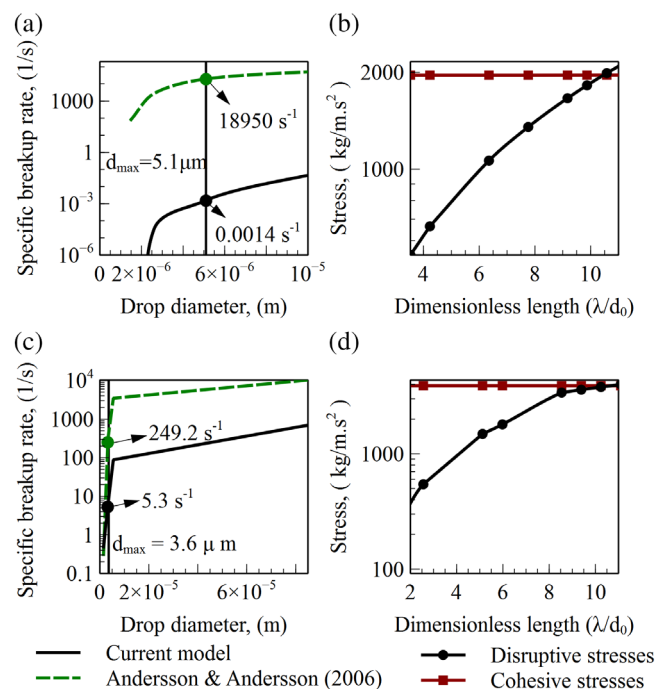 (a)
Specific breakup rate, (1/s)
1000
1
10⁻³
10⁻⁶
18950 s⁻¹
dmax=5.1μm
0.0014 s⁻¹
0 2×10⁻⁶ 6×10⁻⁶ 10⁻⁵
Drop diameter, (m)
(b)
Stress, ( kg/m.s²)
2000
1000
4 6 8 10
Dimensionless length (λ/d₀)
(c)
Specific breakup rate, (1/s)
10⁴
1000
100
10
1
0.1
249.2 s⁻¹
5.3 s⁻¹
dmax = 3.6 μ m
0 2×10⁻⁵ 6×10⁻⁵
Drop diameter, (m)
(d)
Stress, ( kg/m.s²)
1000
100
2 4 6 8 10
Dimensionless length (λ/d₀)
Current model
Andersson & Andersson (2006)
Disruptive stresses
Cohesive stresses